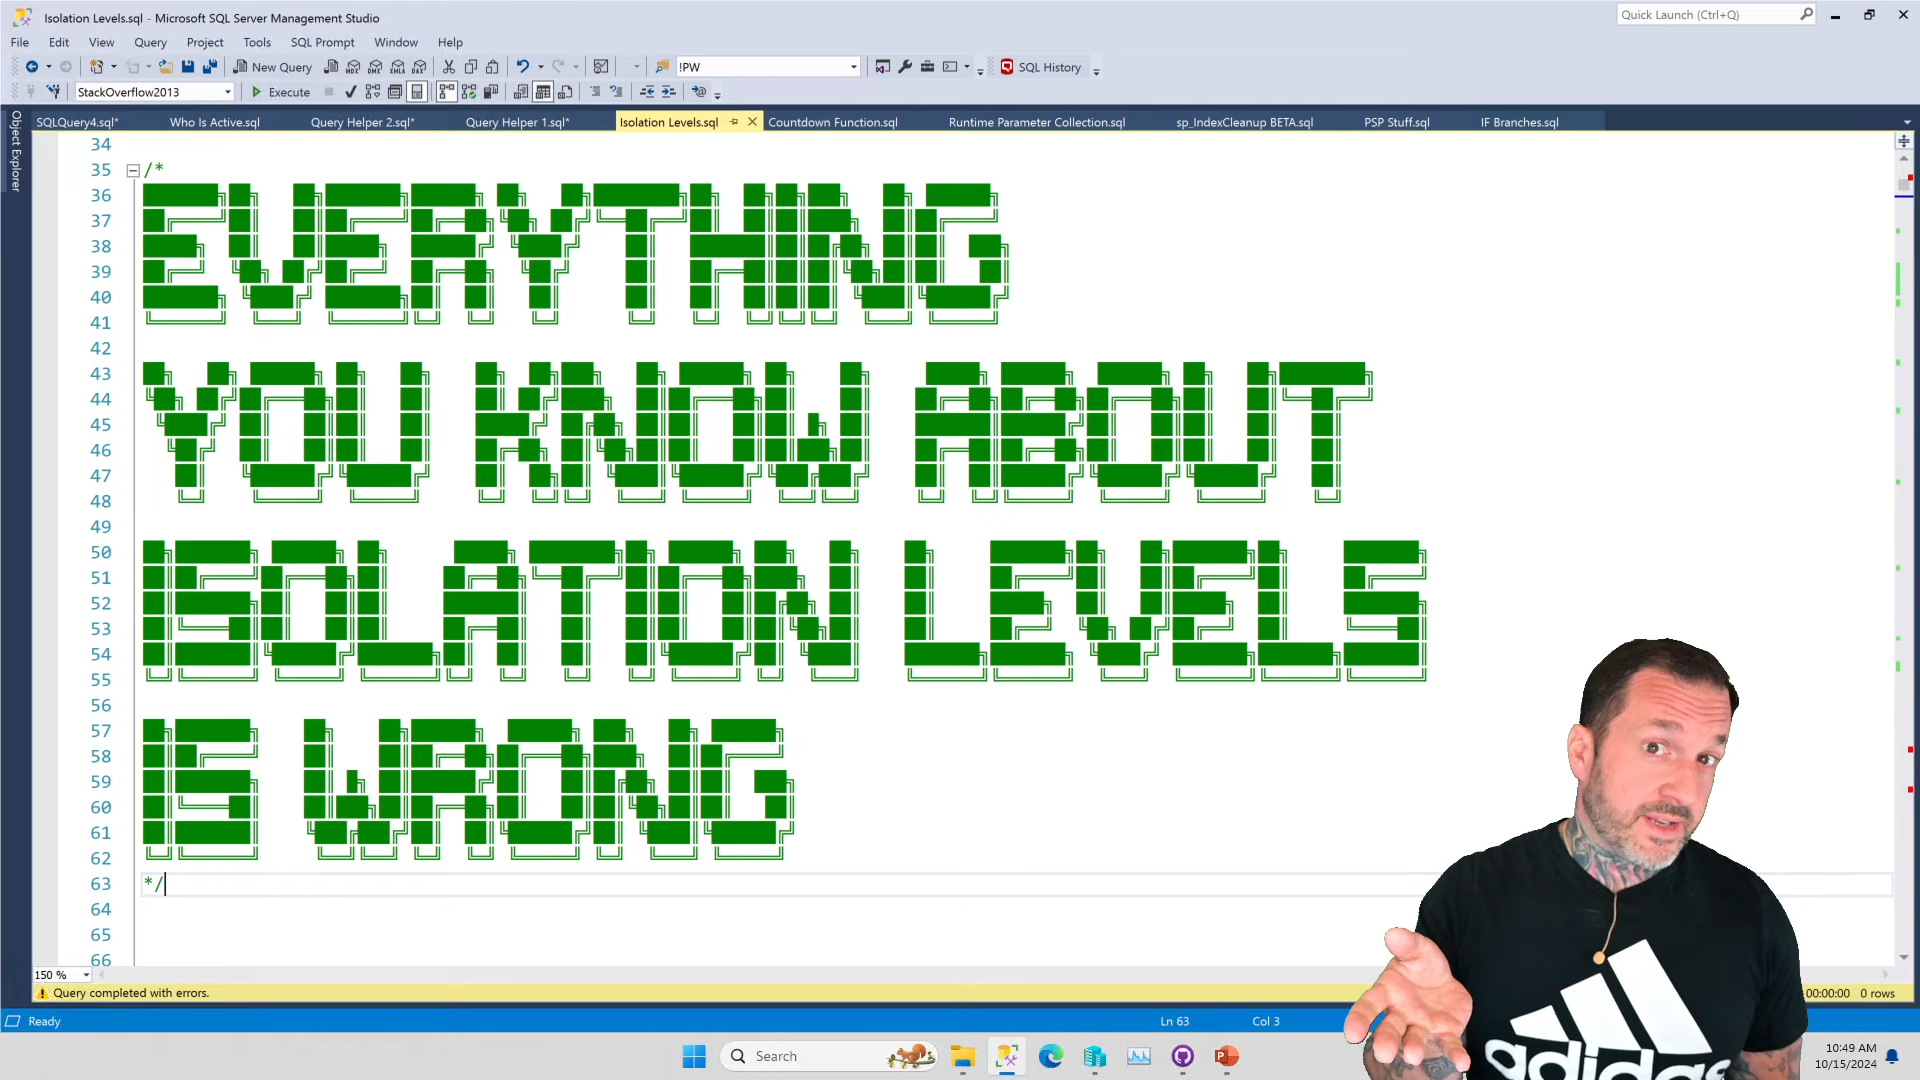 Isolation Levels.sql - Microsoft SQL Server Management Studio
Quick Launch (Ctrl+Q)
File Edit View Query Project Tools SQL Prompt Window Help
New Query MDX DMX XMLA DAX !PW SQL History
StackOverflow2013 Execute
SQLQuery4.sql* Who Is Active.sql Query Helper 2.sql* Query Helper 1.sql* Isolation Levels.sql Countdown Function.sql Runtime Parameter Collection.sql sp_IndexCleanup BETA.sql PSP Stuff.sql IF Branches.sql
Object Explorer
34
35 /*
36
37
38
39
40
41
EVERYTHING
42
43
44
45
46
47
48
YOU KNOW ABOUT
49
50
51
52
53
54
55
ISOLATION LEVELS
56
57
58
59
60
61
62
IS WRONG
63 */
64
65
66
150 %
Query completed with errors.
00:00:00 0 rows
Ready
Ln 63 Col 3
adidas
Search
10:49 AM
10/15/2024